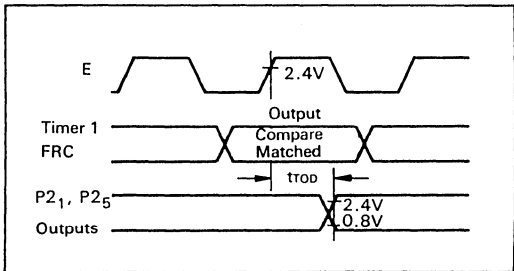 E
2.4V
Output
Timer 1
Compare
FRC
Matched
tTOD
P2₁, P2₅
2.4V
0.8V
Outputs